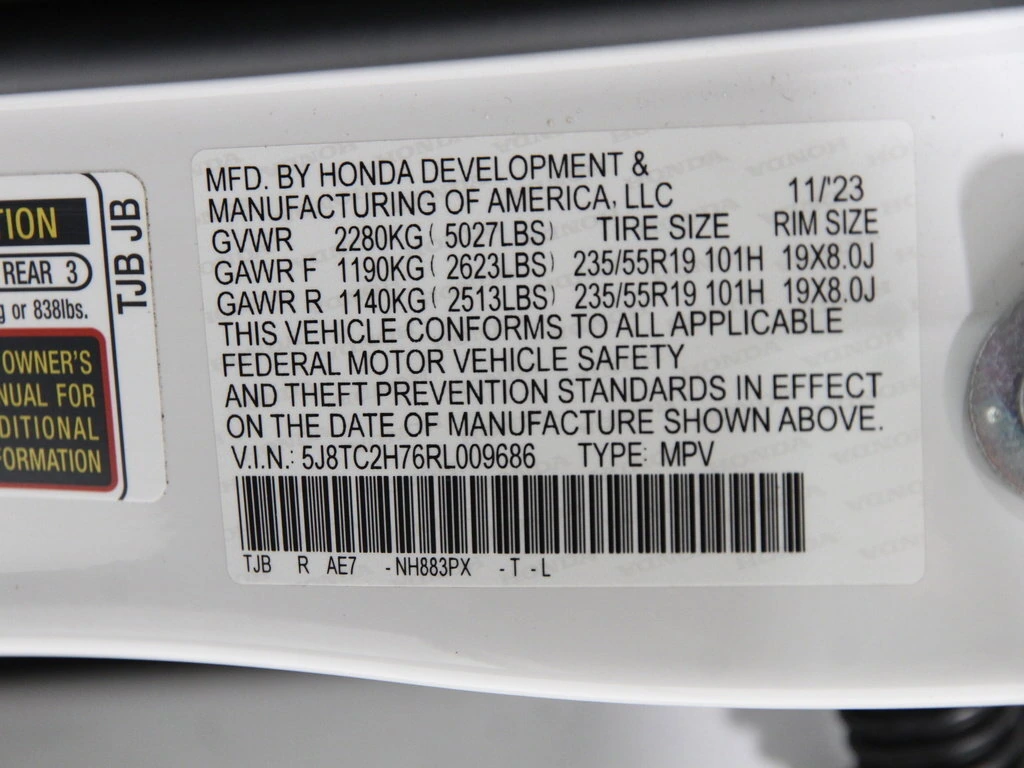 TION
REAR 3
g or 838lbs.
OWNER'S
NUAL FOR
DITIONAL
FORMATION
TJB JB
MFD. BY HONDA DEVELOPMENT &
MANUFACTURING OF AMERICA, LLC 11/'23
GVWR 2280KG ( 5027LBS) TIRE SIZE RIM SIZE
GAWR F 1190KG ( 2623LBS) 235/55R19 101H 19X8.0J
GAWR R 1140KG ( 2513LBS) 235/55R19 101H 19X8.0J
THIS VEHICLE CONFORMS TO ALL APPLICABLE
FEDERAL MOTOR VEHICLE SAFETY
AND THEFT PREVENTION STANDARDS IN EFFECT
ON THE DATE OF MANUFACTURE SHOWN ABOVE.
V.I.N.: 5J8TC2H76RL009686 TYPE: MPV
TJB R AE7 -NH883PX -T -L